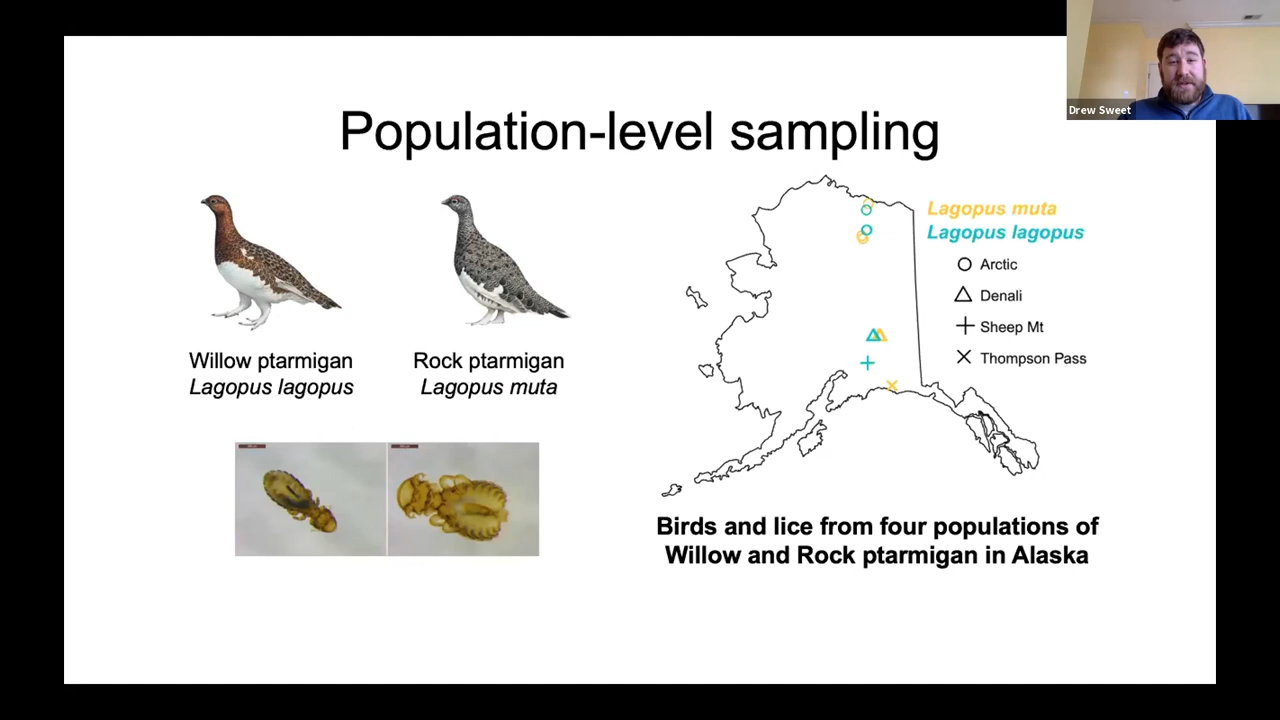 Drew Sweet
Population-level sampling
Willow ptarmigan
Lagopus lagopus
Rock ptarmigan
Lagopus muta
Lagopus muta
Lagopus lagopus
Arctic
Denali
Sheep Mt
Thompson Pass
Birds and lice from four populations of
Willow and Rock ptarmigan in Alaska